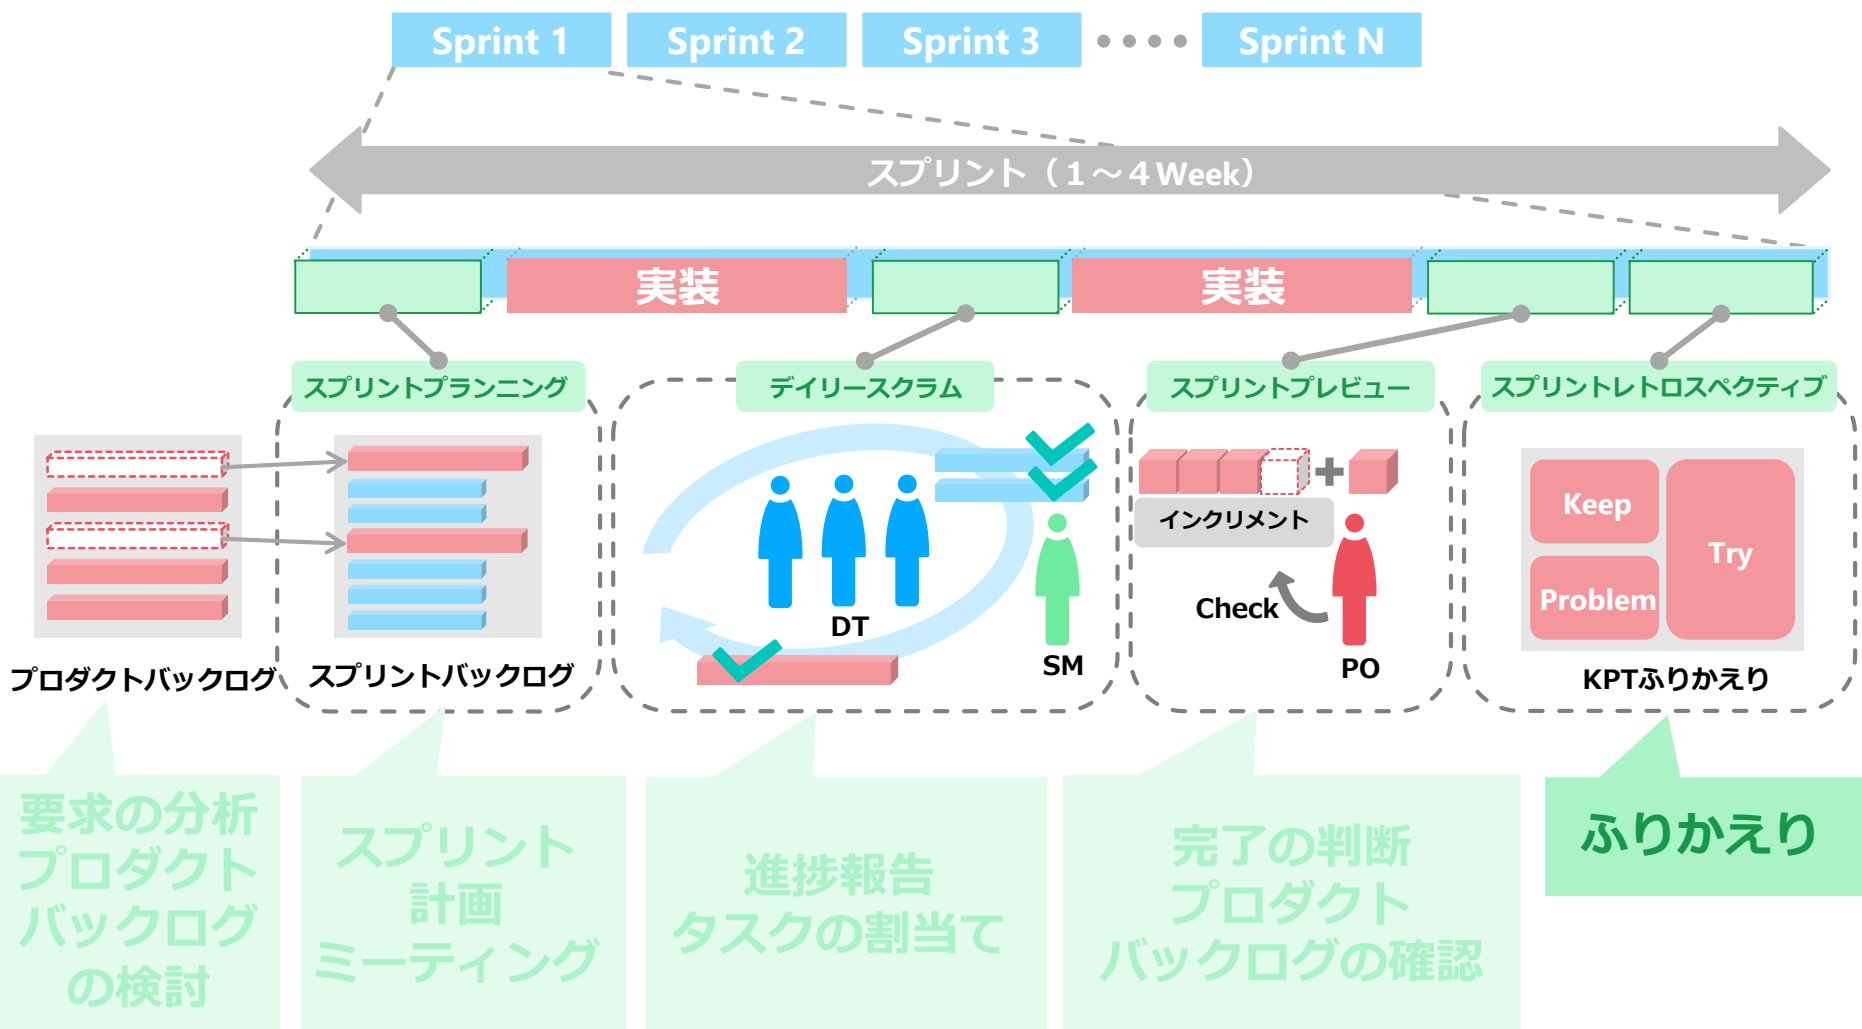 Sprint 1
Sprint 2
Sprint 3
Sprint N
スプリント（１～４Week）
実装
実装
スプリントプランニング
デイリースクラム
スプリントプレビュー
スプリントレトロスペクティブ
インクリメント
Keep
Try
Problem
Check
DT
SM
PO
プロダクトバックログ
スプリントバックログ
KPTふりかえり
要求の分析
プロダクト
バックログ
の検討
スプリント
計画
ミーティング
進捗報告
タスクの割当て
完了の判断
プロダクト
バックログの確認
ふりかえり